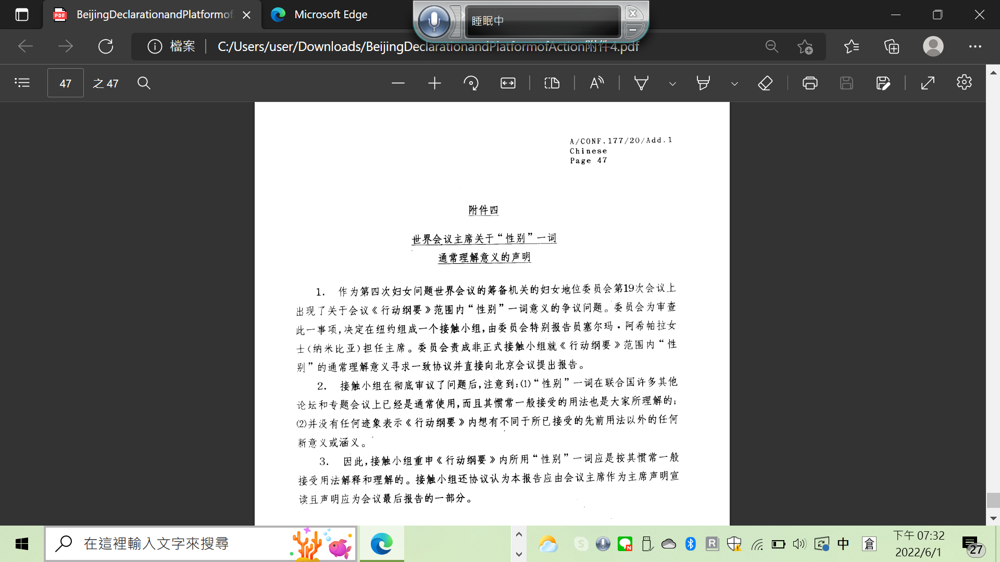 BeijingDeclarationandPlatformof
Microsoft Edge
睡眠中
檔案
C:/Users/user/Downloads/BeijingDeclarationandPlatformofAction附件4.pdf
47 之 47
A/CONF.177/20/Add.1
Chinese
Page 47
附件四
世界会议主席关于“性别”一词
通常理解意义的声明
1. 作为第四次妇女问题世界会议的筹备机关的妇女地位委员会第19次会议上
出现了关于会议《行动纲要》范围内“性别”一词意义的争议问题。委员会为审查
此一事项,决定在纽约组成一个接触小组,由委员会特别报告员塞尔玛·阿希帕拉女
士(纳米比亚)担任主席。委员会责成非正式接触小组就《行动纲要》范围内“性
别”的通常理解意义寻求一致协议并直接向北京会议提出报告。
2. 接触小组在彻底审议了问题后,注意到:(1)“性别”一词在联合国许多其他
论坛和专题会议上已经是通常使用,而且其惯常一般接受的用法也是大家所理解的;
(2)并没有任何迹象表示《行动纲要》内想有不同于所已接受的先前用法以外的任何
新意义或涵义。
3. 因此,接触小组重申《行动纲要》内所用“性别”一词应是按其惯常一般
接受用法解释和理解的。接触小组还协议认为本报告应由会议主席作为主席声明宣
读且声明应为会议最后报告的一部分。
在這裡輸入文字來搜尋
中
倉
下午 07:32
2022/6/1
27